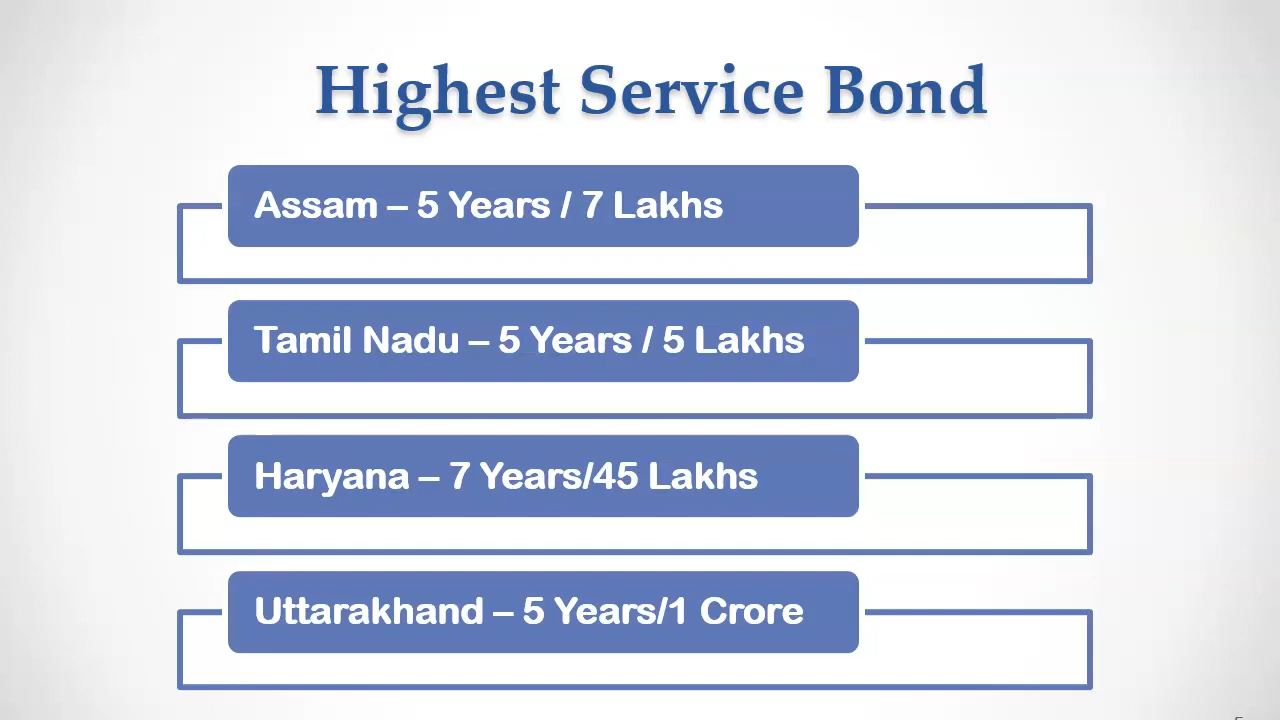 Highest Service Bond
Assam – 5 Years / 7 Lakhs
Tamil Nadu – 5 Years / 5 Lakhs
Haryana – 7 Years/45 Lakhs
Uttarakhand – 5 Years/1 Crore